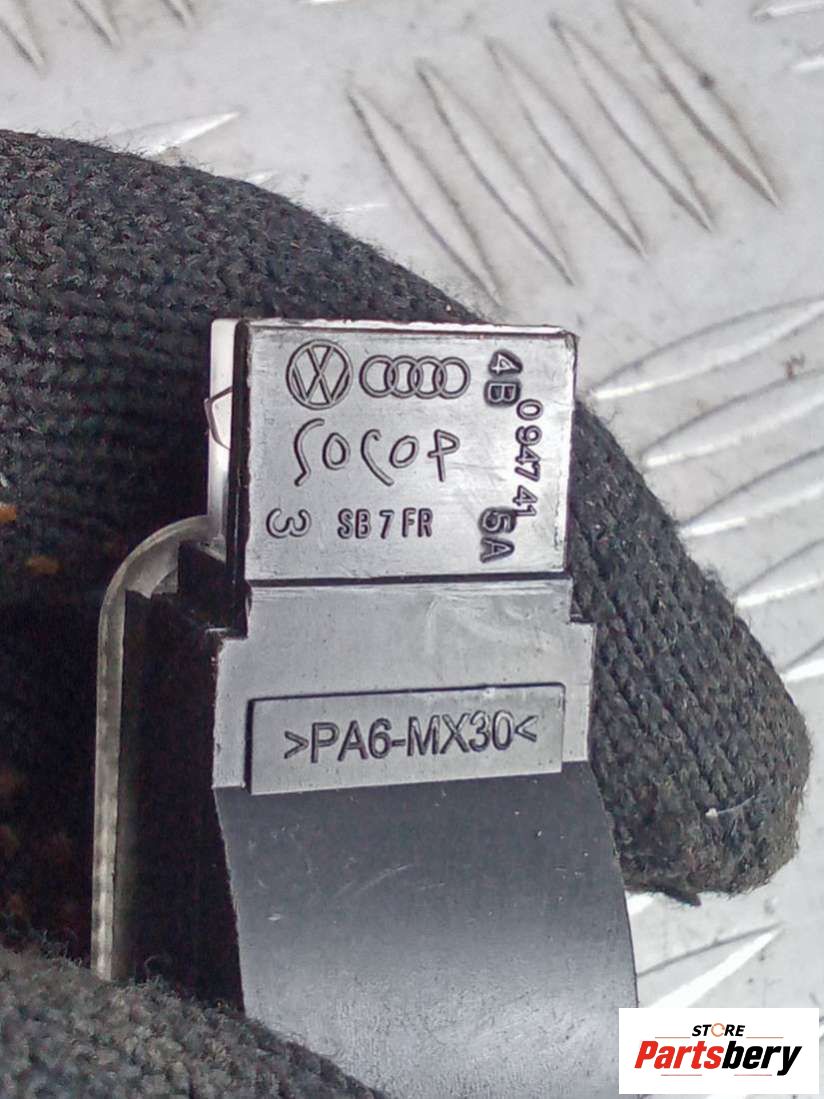 4B0947415A
SOCOP
3 SB7FR
>PA6-MX30<
STORE
Partsbery